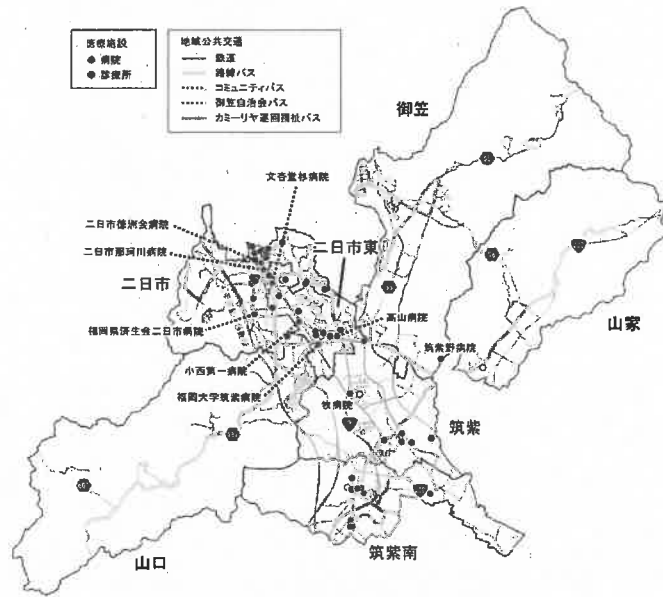 医療施設
病院
診療所
地域公共交通
鉄道
路線バス
コミュニティバス
御笠自治会バス
カミーリヤ巡回福祉バス
御笠
文杏堂杉病院
二日市徳洲会病院
二日市那珂川病院
二日市東
二日市
高山病院
山家
福岡県済生会二日市病院
筑紫野病院
小西第一病院
福岡大学筑紫病院
牧病院
筑紫
山口
筑紫南